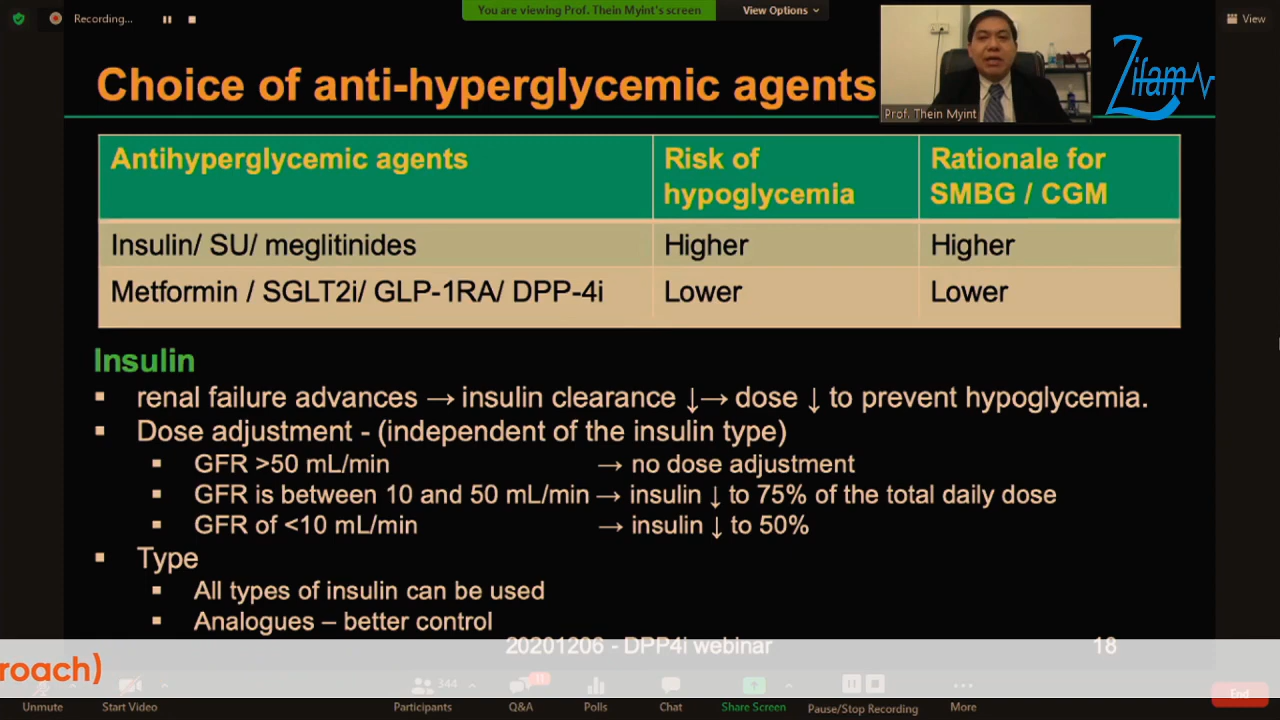 Recording...
You are viewing Prof. Thein Myint's screen
View Options
View
Choice of anti-hyperglycemic agents
Prof. Thein Myint
Zifam
Antihyperglycemic agents
Risk of hypoglycemia
Rationale for SMBG / CGM
Insulin/ SU/ meglitinides Higher Higher
Metformin / SGLT2i/ GLP-1RA/ DPP-4i Lower Lower
Insulin
▪ renal failure advances → insulin clearance ↓→ dose ↓ to prevent hypoglycemia.
▪ Dose adjustment - (independent of the insulin type)
▪ GFR >50 mL/min → no dose adjustment
▪ GFR is between 10 and 50 mL/min → insulin ↓ to 75% of the total daily dose
▪ GFR of <10 mL/min → insulin ↓ to 50%
▪ Type
▪ All types of insulin can be used
▪ Analogues – better control
20201206 - DPP4i webinar 18
roach)
344
11
Unmute
Start Video
Participants
Q&A
Polls
Chat
Share Screen
Pause/Stop Recording
More
End